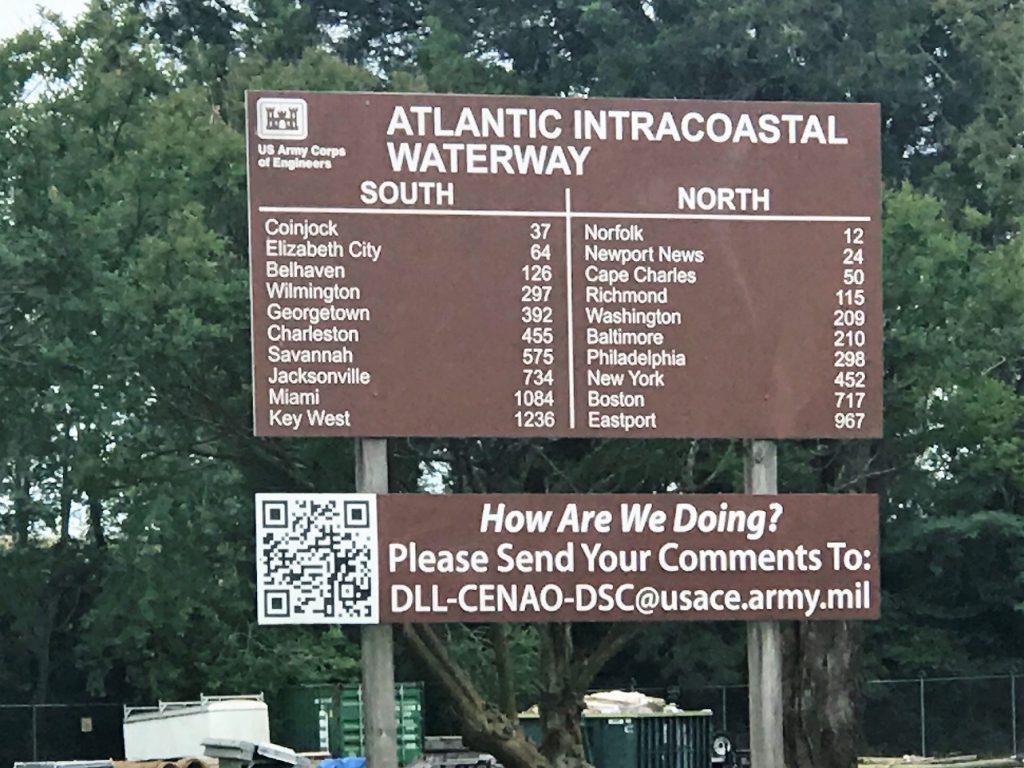 US Army Corps
of Engineers
ATLANTIC INTRACOASTAL
WATERWAY
SOUTH
Coinjock 37
Elizabeth City 64
Belhaven 126
Wilmington 297
Georgetown 392
Charleston 455
Savannah 575
Jacksonville 734
Miami 1084
Key West 1236
NORTH
Norfolk 12
Newport News 24
Cape Charles 50
Richmond 115
Washington 209
Baltimore 210
Philadelphia 298
New York 452
Boston 717
Eastport 967
How Are We Doing?
Please Send Your Comments To:
DLL-CENAO-DSC@usace.army.mil